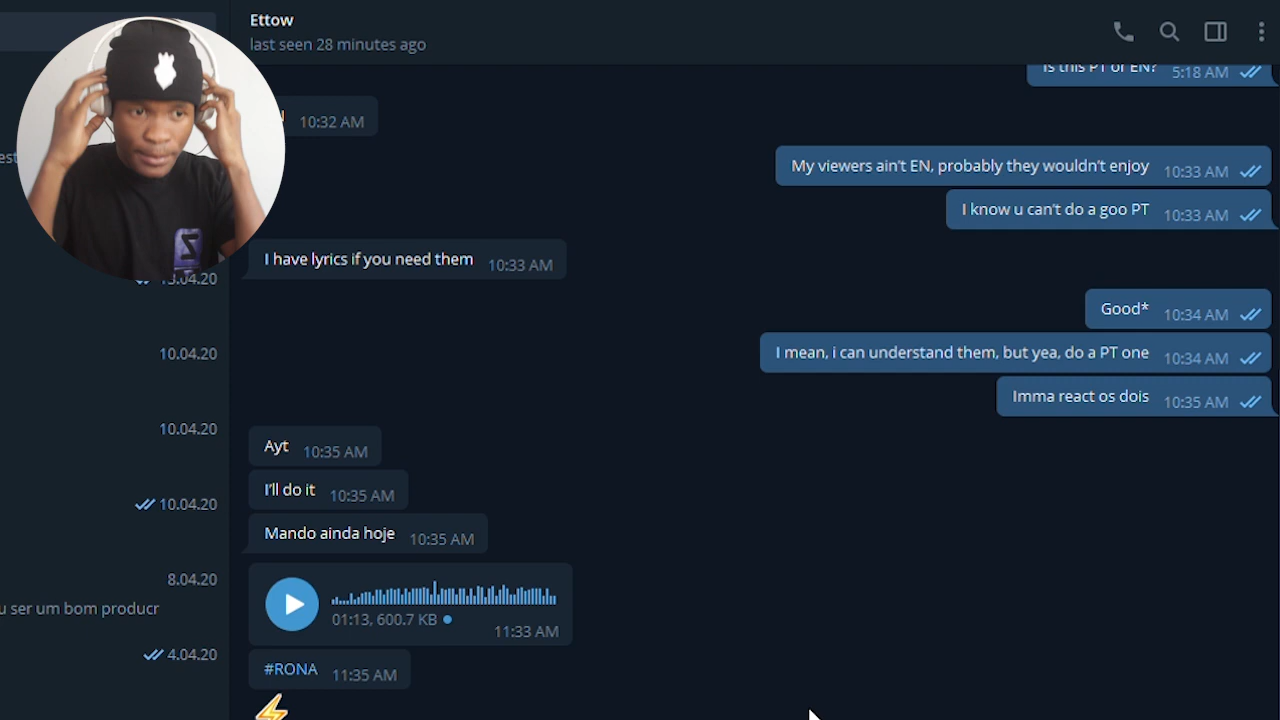 Ettow
last seen 28 minutes ago
Is this PT or EN? 5:18 AM
10:32 AM
My viewers ain't EN, probably they wouldn't enjoy 10:33 AM
I know u can't do a goo PT 10:33 AM
I have lyrics if you need them 10:33 AM
Good* 10:34 AM
I mean, i can understand them, but yea, do a PT one 10:34 AM
Imma react os dois 10:35 AM
Ayt 10:35 AM
I'll do it 10:35 AM
Mando ainda hoje 10:35 AM
01:13, 600.7 KB 11:33 AM
#RONA 11:35 AM
est
13.04.20
10.04.20
10.04.20
10.04.20
8.04.20
u ser um bom producr
4.04.20
Z